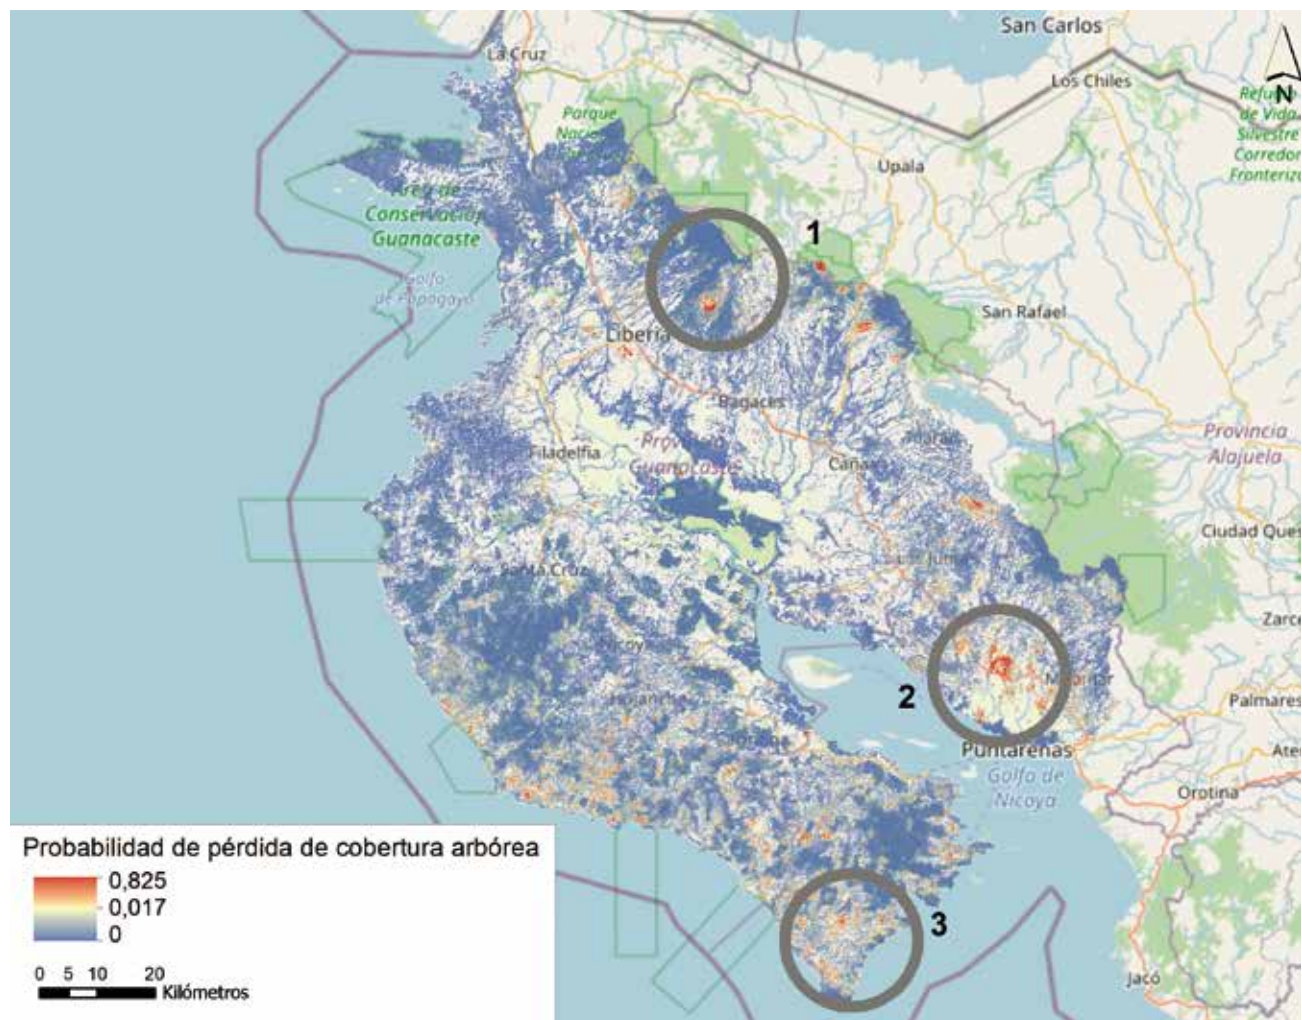 San Carlos
La Cruz
Los Chiles
N
Refugio
de Vida
Silvestre
Corredor
Fronterizo
Parque
Nacional
Upala
Área de
Conservación
Guanacaste
1
Golfo
de Papagayo
San Rafael
Liberia
Bagaces
Provincia
Guanacaste
Filadelfia
Cañas
Provincia
Alajuela
Ciudad Ques
Santa Cruz
Zarce
2
Palmares
Puntarenas
Golfo de
Nicoya
Ate
Orotina
3
Jacó
Probabilidad de pérdida de cobertura arbórea
0,825
0,017
0
0 5 10 20
Kilómetros